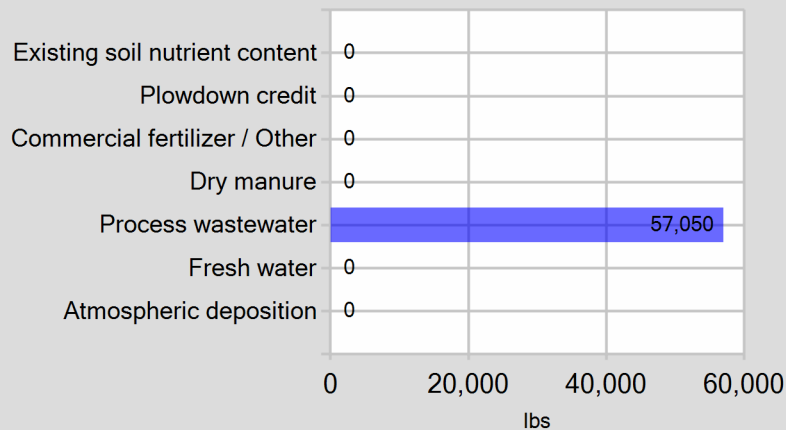 Existing soil nutrient content 0
Plowdown credit 0
Commercial fertilizer / Other 0
Dry manure 0
Process wastewater 57,050
Fresh water 0
Atmospheric deposition 0
0 20,000 40,000 60,000
lbs